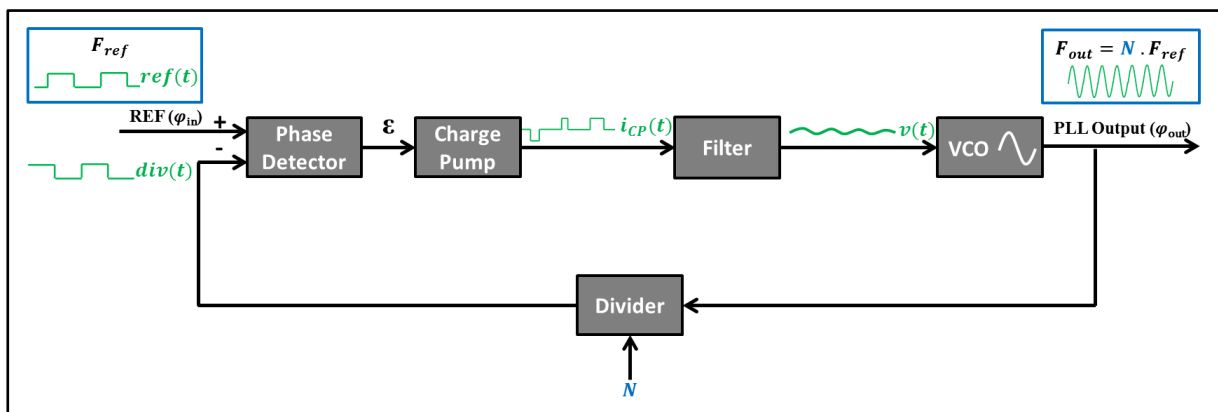 F_ref
ref(t)
REF (φ_in)
+
-
div(t)
Phase
Detector
ε
Charge
Pump
i_CP(t)
Filter
v(t)
VCO
F_out = N . F_ref
PLL Output (φ_out)
Divider
N